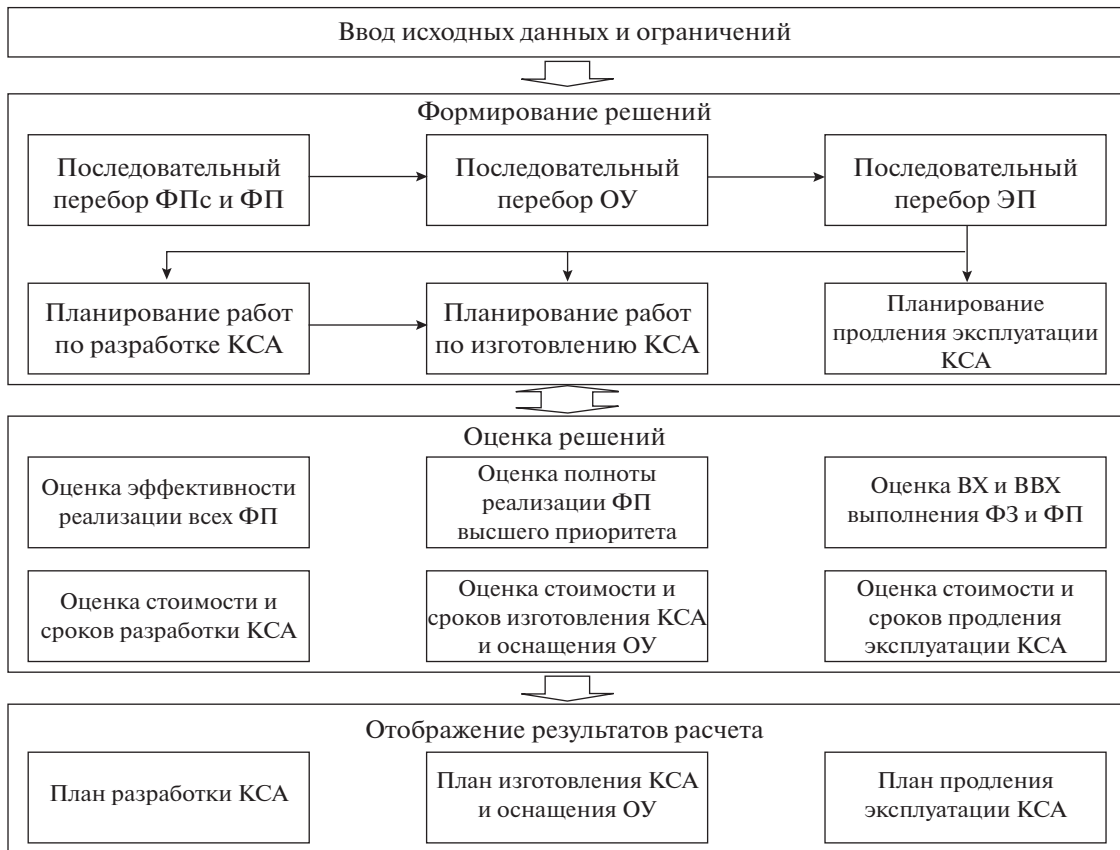 Ввод исходных данных и ограничений
Формирование решений
Последовательный
перебор ФПс и ФП
Последовательный
перебор ОУ
Последовательный
перебор ЭП
Планирование работ
по разработке КСА
Планирование работ
по изготовлению КСА
Планирование
продления эксплуатации
КСА
Оценка решений
Оценка эффективности
реализации всех ФП
Оценка полноты
реализации ФП
высшего приоритета
Оценка ВХ и ВВХ
выполнения ФЗ и ФП
Оценка стоимости и
сроков разработки КСА
Оценка стоимости и
сроков изготовления КСА
и оснащения ОУ
Оценка стоимости и
сроков продления
эксплуатации КСА
Отображение результатов расчета
План разработки КСА
План изготовления КСА
и оснащения ОУ
План продления
эксплуатации КСА